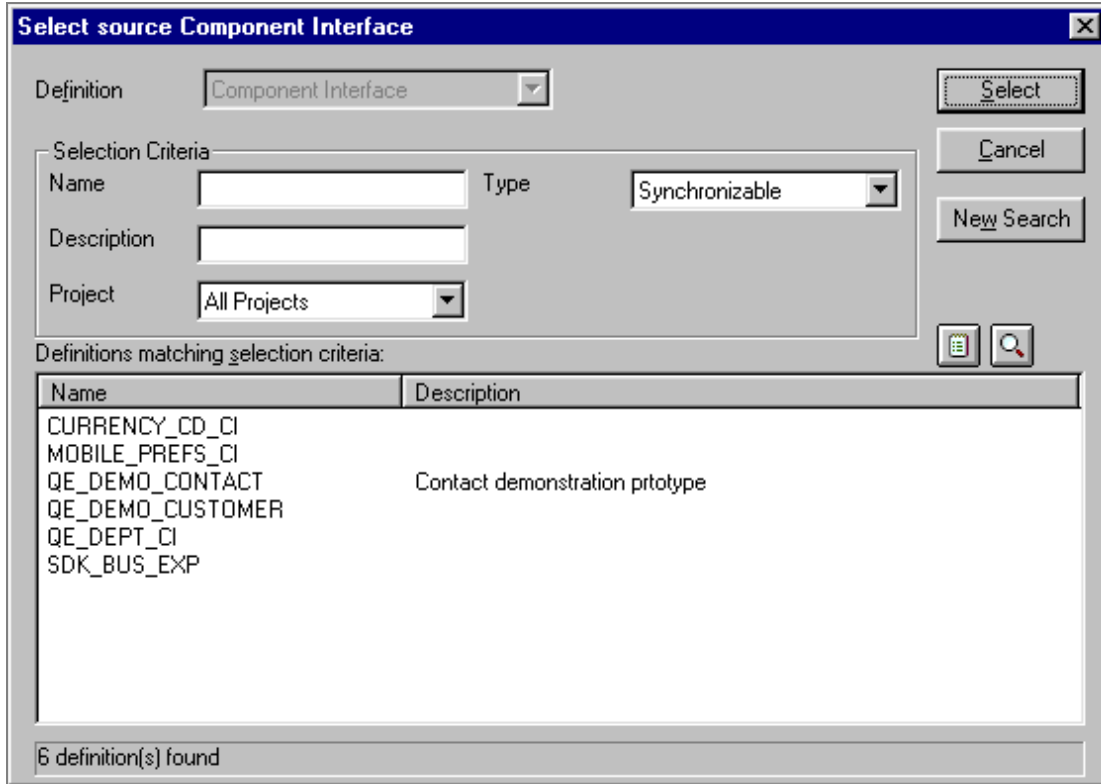 Select source Component Interface
Definition
Component Interface
Select
Selection Criteria
Cancel
Name
Type
Synchronizable
New Search
Description
Project
All Projects
Definitions matching selection criteria:
Name Description
CURRENCY_CD_CI
MOBILE_PREFS_CI
QE_DEMO_CONTACT Contact demonstration prtotype
QE_DEMO_CUSTOMER
QE_DEPT_CI
SDK_BUS_EXP
6 definition(s) found